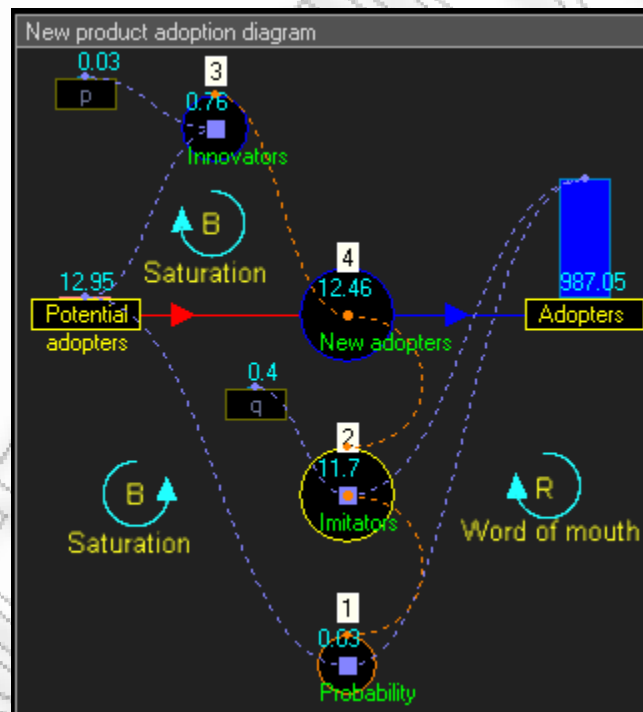 New product adoption diagram
0.03
p
3
0.76
Innovators
B
Saturation
12.95
Potential
adopters
4
12.46
New adopters
987.05
Adopters
0.4
q
2
11.7
Imitators
B
Saturation
R
Word of mouth
1
0.03
Probability